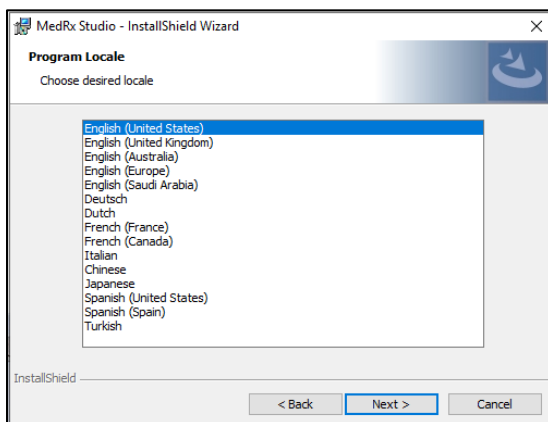 MedRx Studio - InstallShield Wizard
Program Locale
Choose desired locale
English (United States)
English (United Kingdom)
English (Australia)
English (Europe)
English (Saudi Arabia)
Deutsch
Dutch
French (France)
French (Canada)
Italian
Chinese
Japanese
Spanish (United States)
Spanish (Spain)
Turkish
InstallShield
< Back Next > Cancel